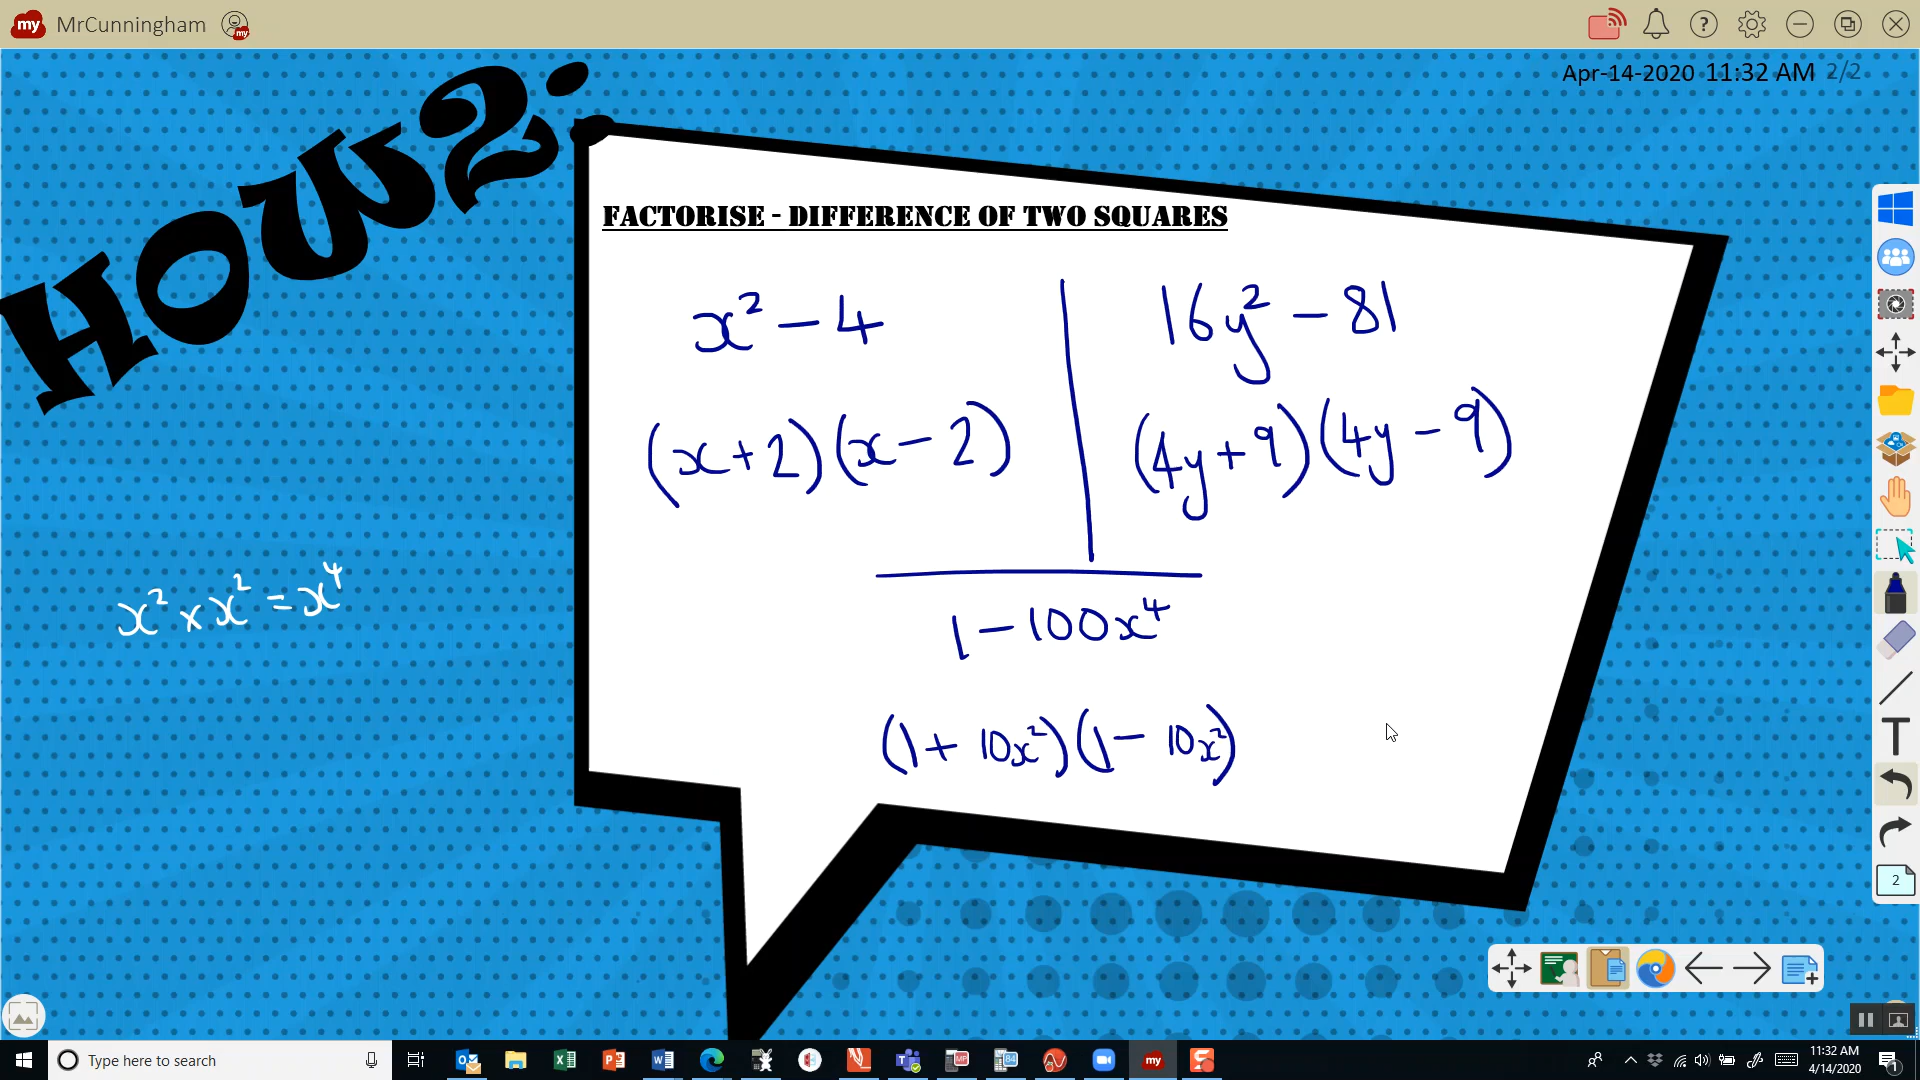 my MrCunningham
Apr-14-2020 11:32 AM 2/2
HOW2:
FACTORISE - DIFFERENCE OF TWO SQUARES
x² - 4
16y² - 81
(x+2)(x-2)
(4y+9)(4y-9)
x² × x² = x⁴
1 - 100x⁴
(1 + 10x²)(1 - 10x²)
2
Type here to search
11:32 AM
4/14/2020